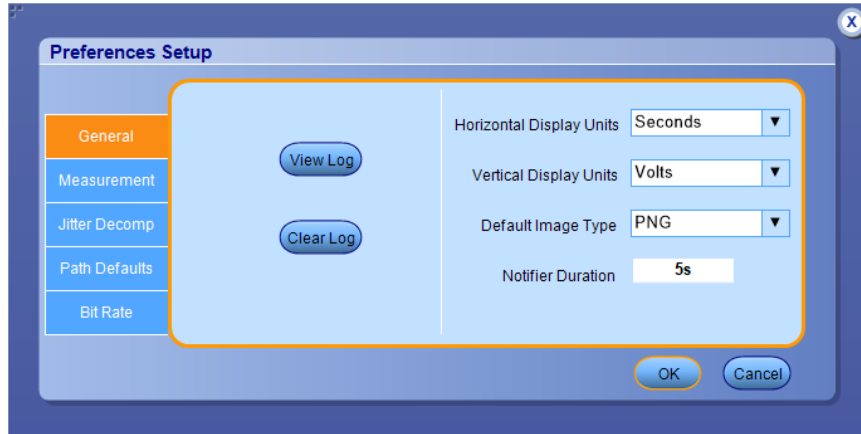 X
Preferences Setup
General
Measurement
Jitter Decomp
Path Defaults
Bit Rate
View Log
Clear Log
Horizontal Display Units Seconds
Vertical Display Units Volts
Default Image Type PNG
Notifier Duration 5s
OK
Cancel